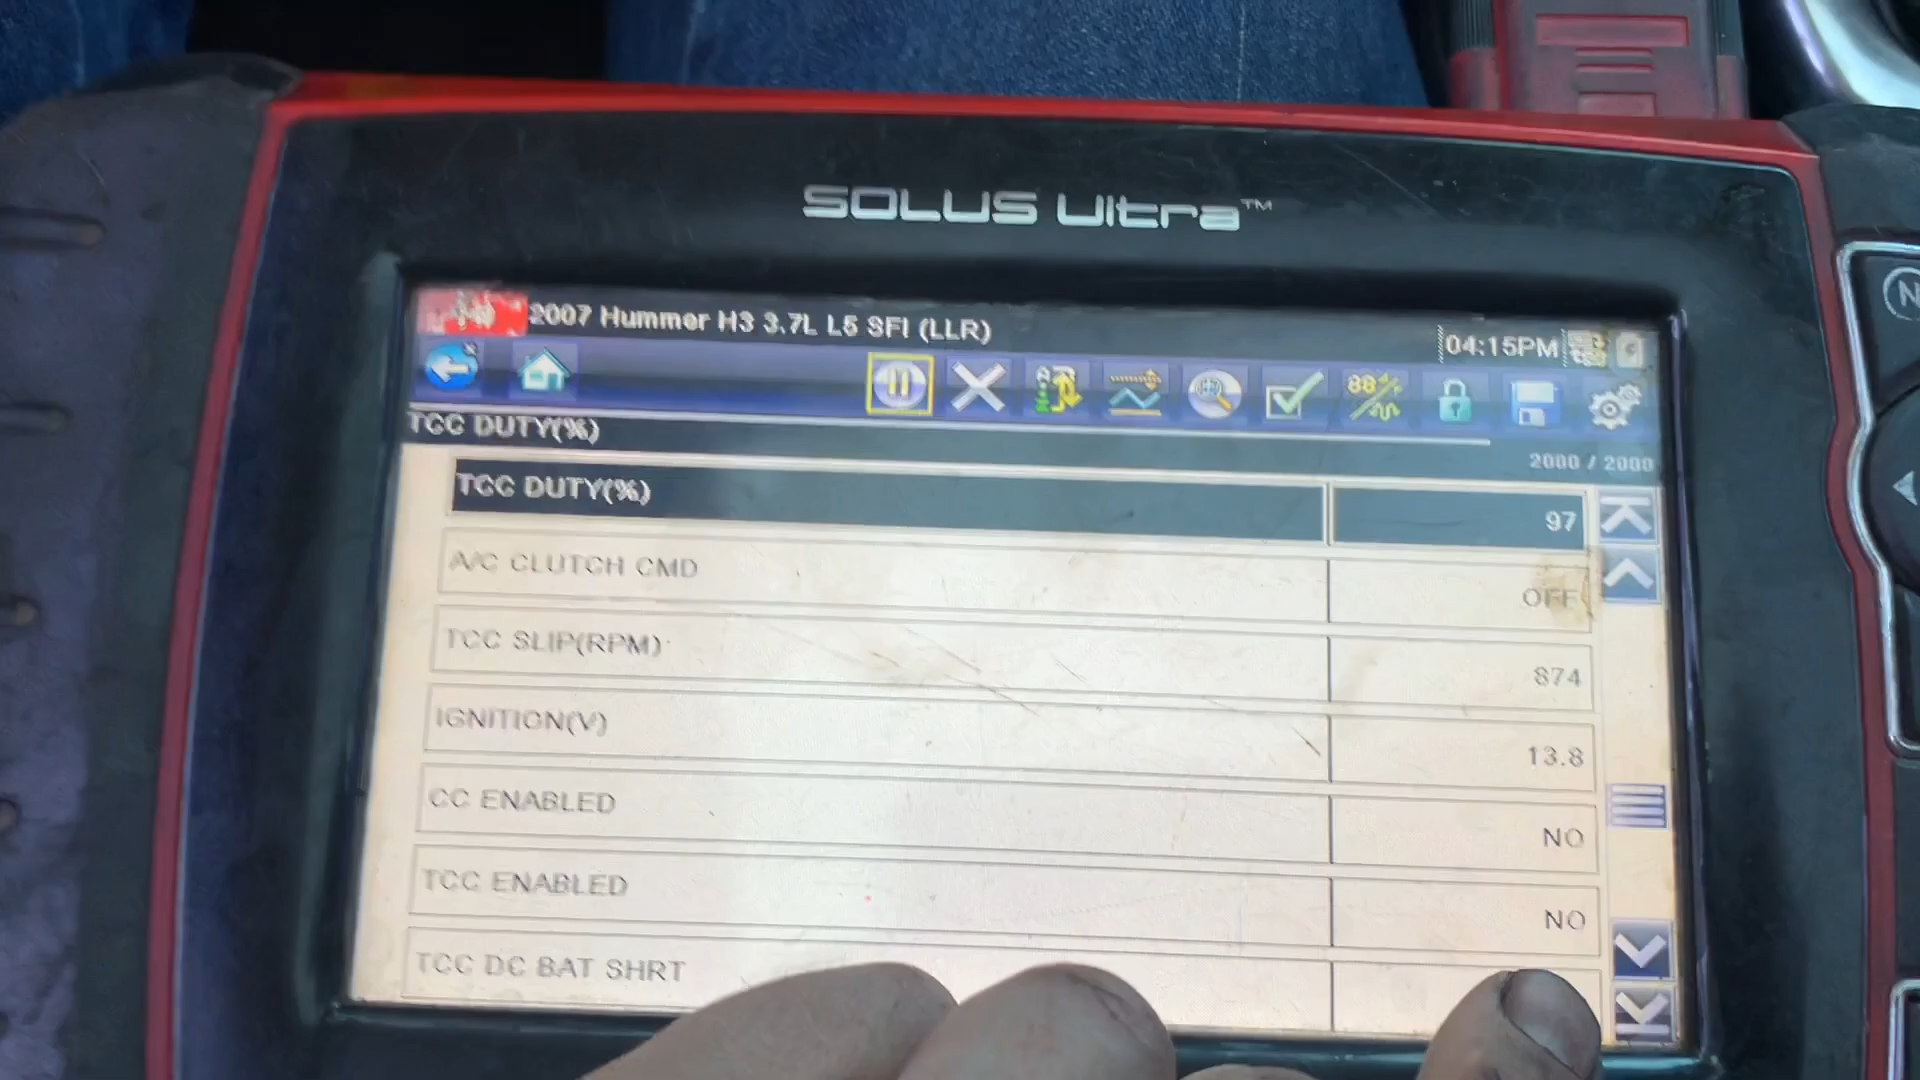 SOLUS Ultra™
2007 Hummer H3 3.7L L5 SFI (LLR)
04:15PM
TCC DUTY(%)
2000 / 2000
TCC DUTY(%) 97
A/C CLUTCH CMD OFF
TCC SLIP(RPM) 874
IGNITION(V) 13.8
CC ENABLED NO
TCC ENABLED NO
TCC DC BAT SHRT
N